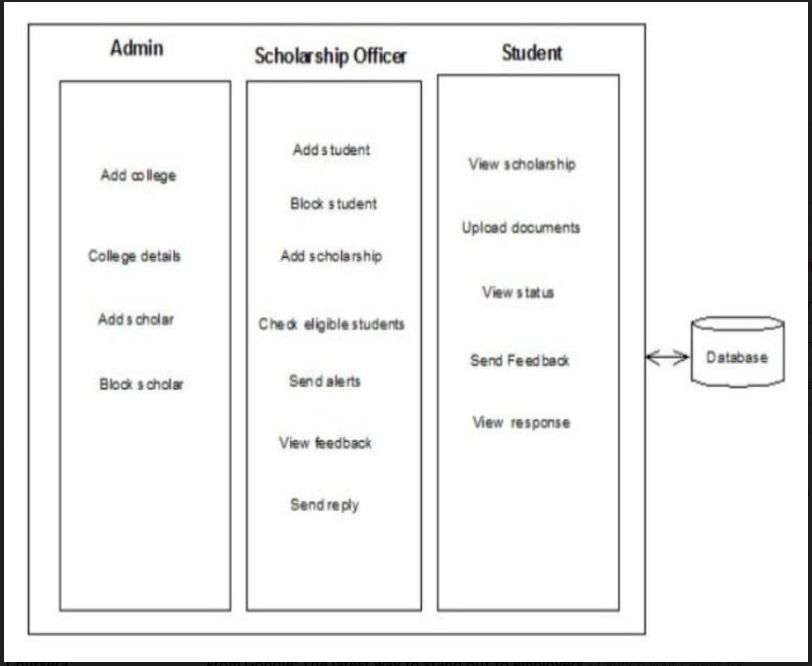 Admin
Add college
College details
Add scholar
Block scholar
Scholarship Officer
Add student
Block student
Add scholarship
Check eligible students
Send alerts
View feedback
Send reply
Student
View scholarship
Upload documents
View status
Send Feedback
View response
Database